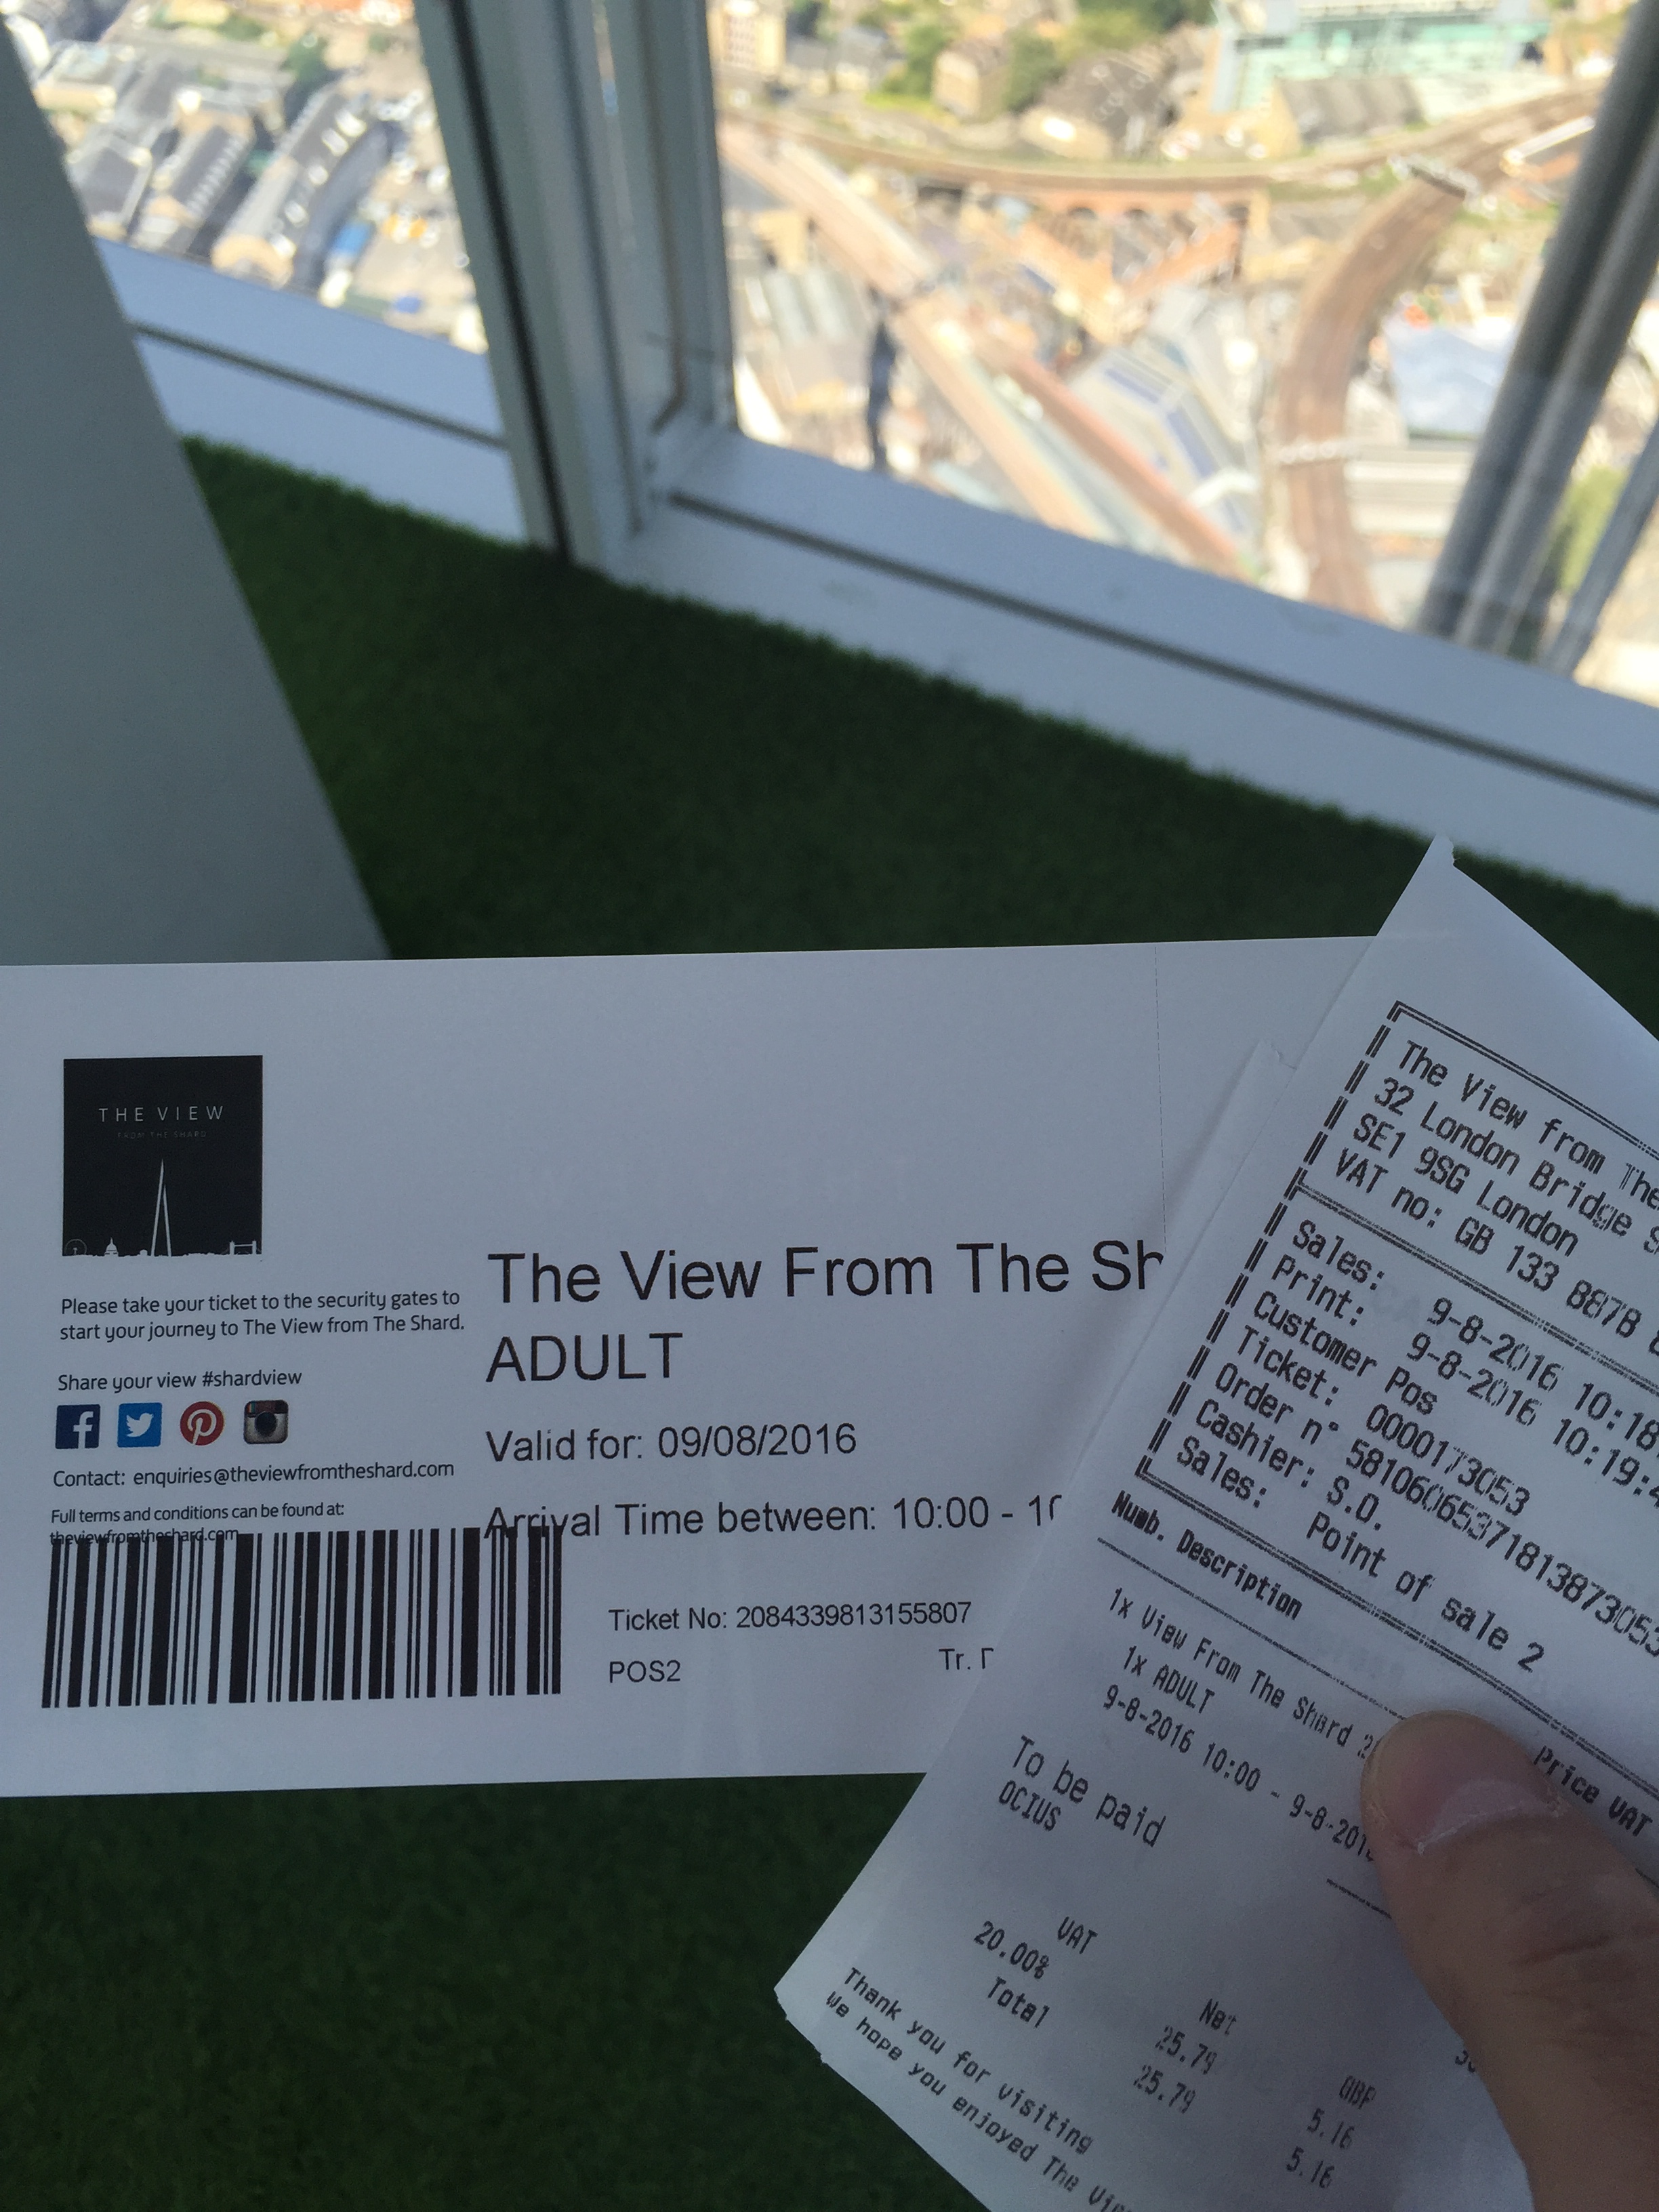 THE VIEW
FROM THE SHARD
Please take your ticket to the security gates to
start your journey to The View from The Shard.
Share your view #shardview
Contact: enquiries@theviewfromtheshard.com
Full terms and conditions can be found at:
theviewfromtheshard.com
The View From The Sh
ADULT
Valid for: 09/08/2016
Arrival Time between: 10:00 - 10
Ticket No: 2084339813155807
POS2
Tr.
The View from The
32 London Bridge S
SE1 9SG London
VAT no: GB 133 8878
Sales: 9-8-2016 10:18
Print: 9-8-2016 10:19:4
Customer Pos
Ticket: 0000173053
Order n° 58106065371813873053
Cashier: S.O.
Sales: Point of sale 2
Numb. Description Price VAT
1x View From The Shard 2
1x ADULT
9-8-2016 10:00 - 9-8-201
To be paid
OCIUS
VAT Net GBP
20.00% 25.79 5.16
Total 25.79 5.16
Thank you for visiting
We hope you enjoyed The Vie